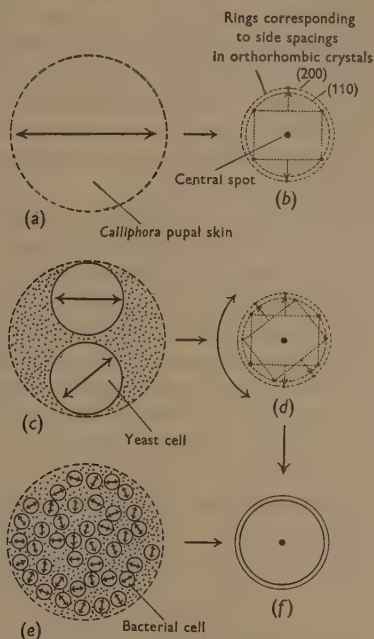 Rings corresponding
to side spacings
in orthorhombic crystals
(200)
(110)
Central spot
(a)
(b)
Calliphora pupal skin
(c)
(d)
Yeast cell
(e)
(f)
Bacterial cell